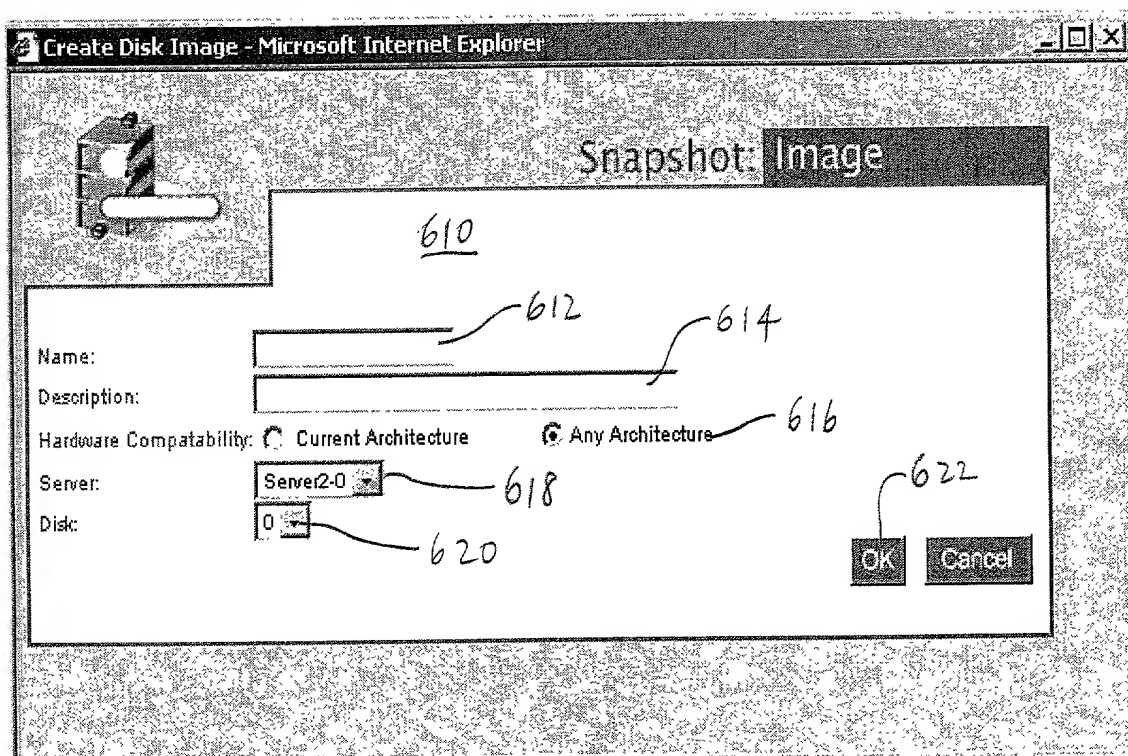 Create Disk Image - Microsoft Internet Explorer
Snapshot: Image
610
612
614
Name:
Description:
Hardware Compatability: Current Architecture Any Architecture 616
Server: Server2-0 618 622
Disk: 0 620
OK Cancel